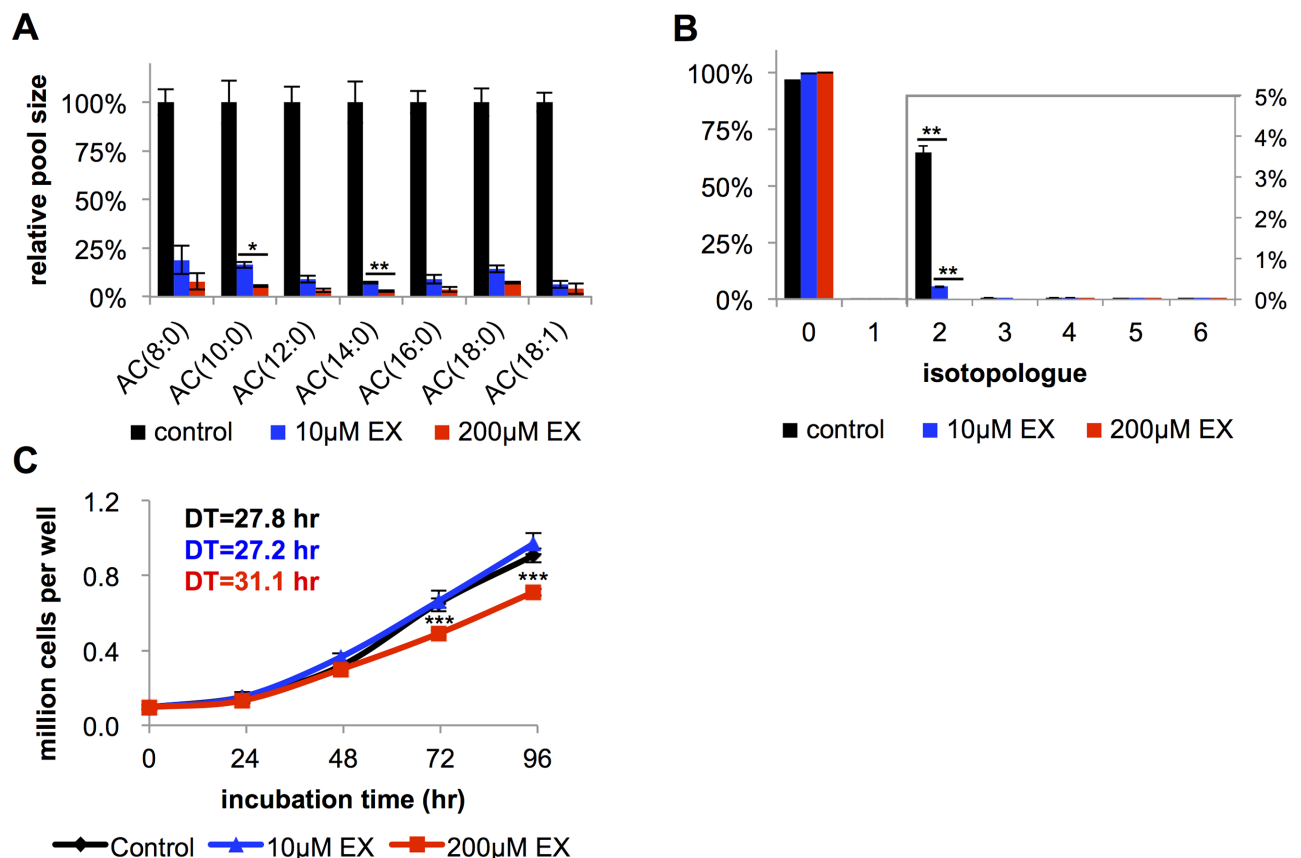 A
relative pool size
100%
75%
50%
25%
0%
*
**
AC(8:0)
AC(10:0)
AC(12:0)
AC(14:0)
AC(16:0)
AC(18:0)
AC(18:1)
control 10µM EX 200µM EX
B
100%
75%
50%
25%
0%
**
**
5%
4%
3%
2%
1%
0%
0 1 2 3 4 5 6
isotopologue
control 10µM EX 200µM EX
C
million cells per well
1.2
0.8
0.4
0.0
DT=27.8 hr
DT=27.2 hr
DT=31.1 hr
***
***
0 24 48 72 96
incubation time (hr)
Control 10µM EX 200µM EX